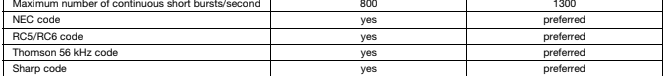 Maximum number of continuous short bursts/second 800 1300
NEC code yes preferred
RC5/RC6 code yes preferred
Thomson 56 kHz code yes preferred
Sharp code yes preferred